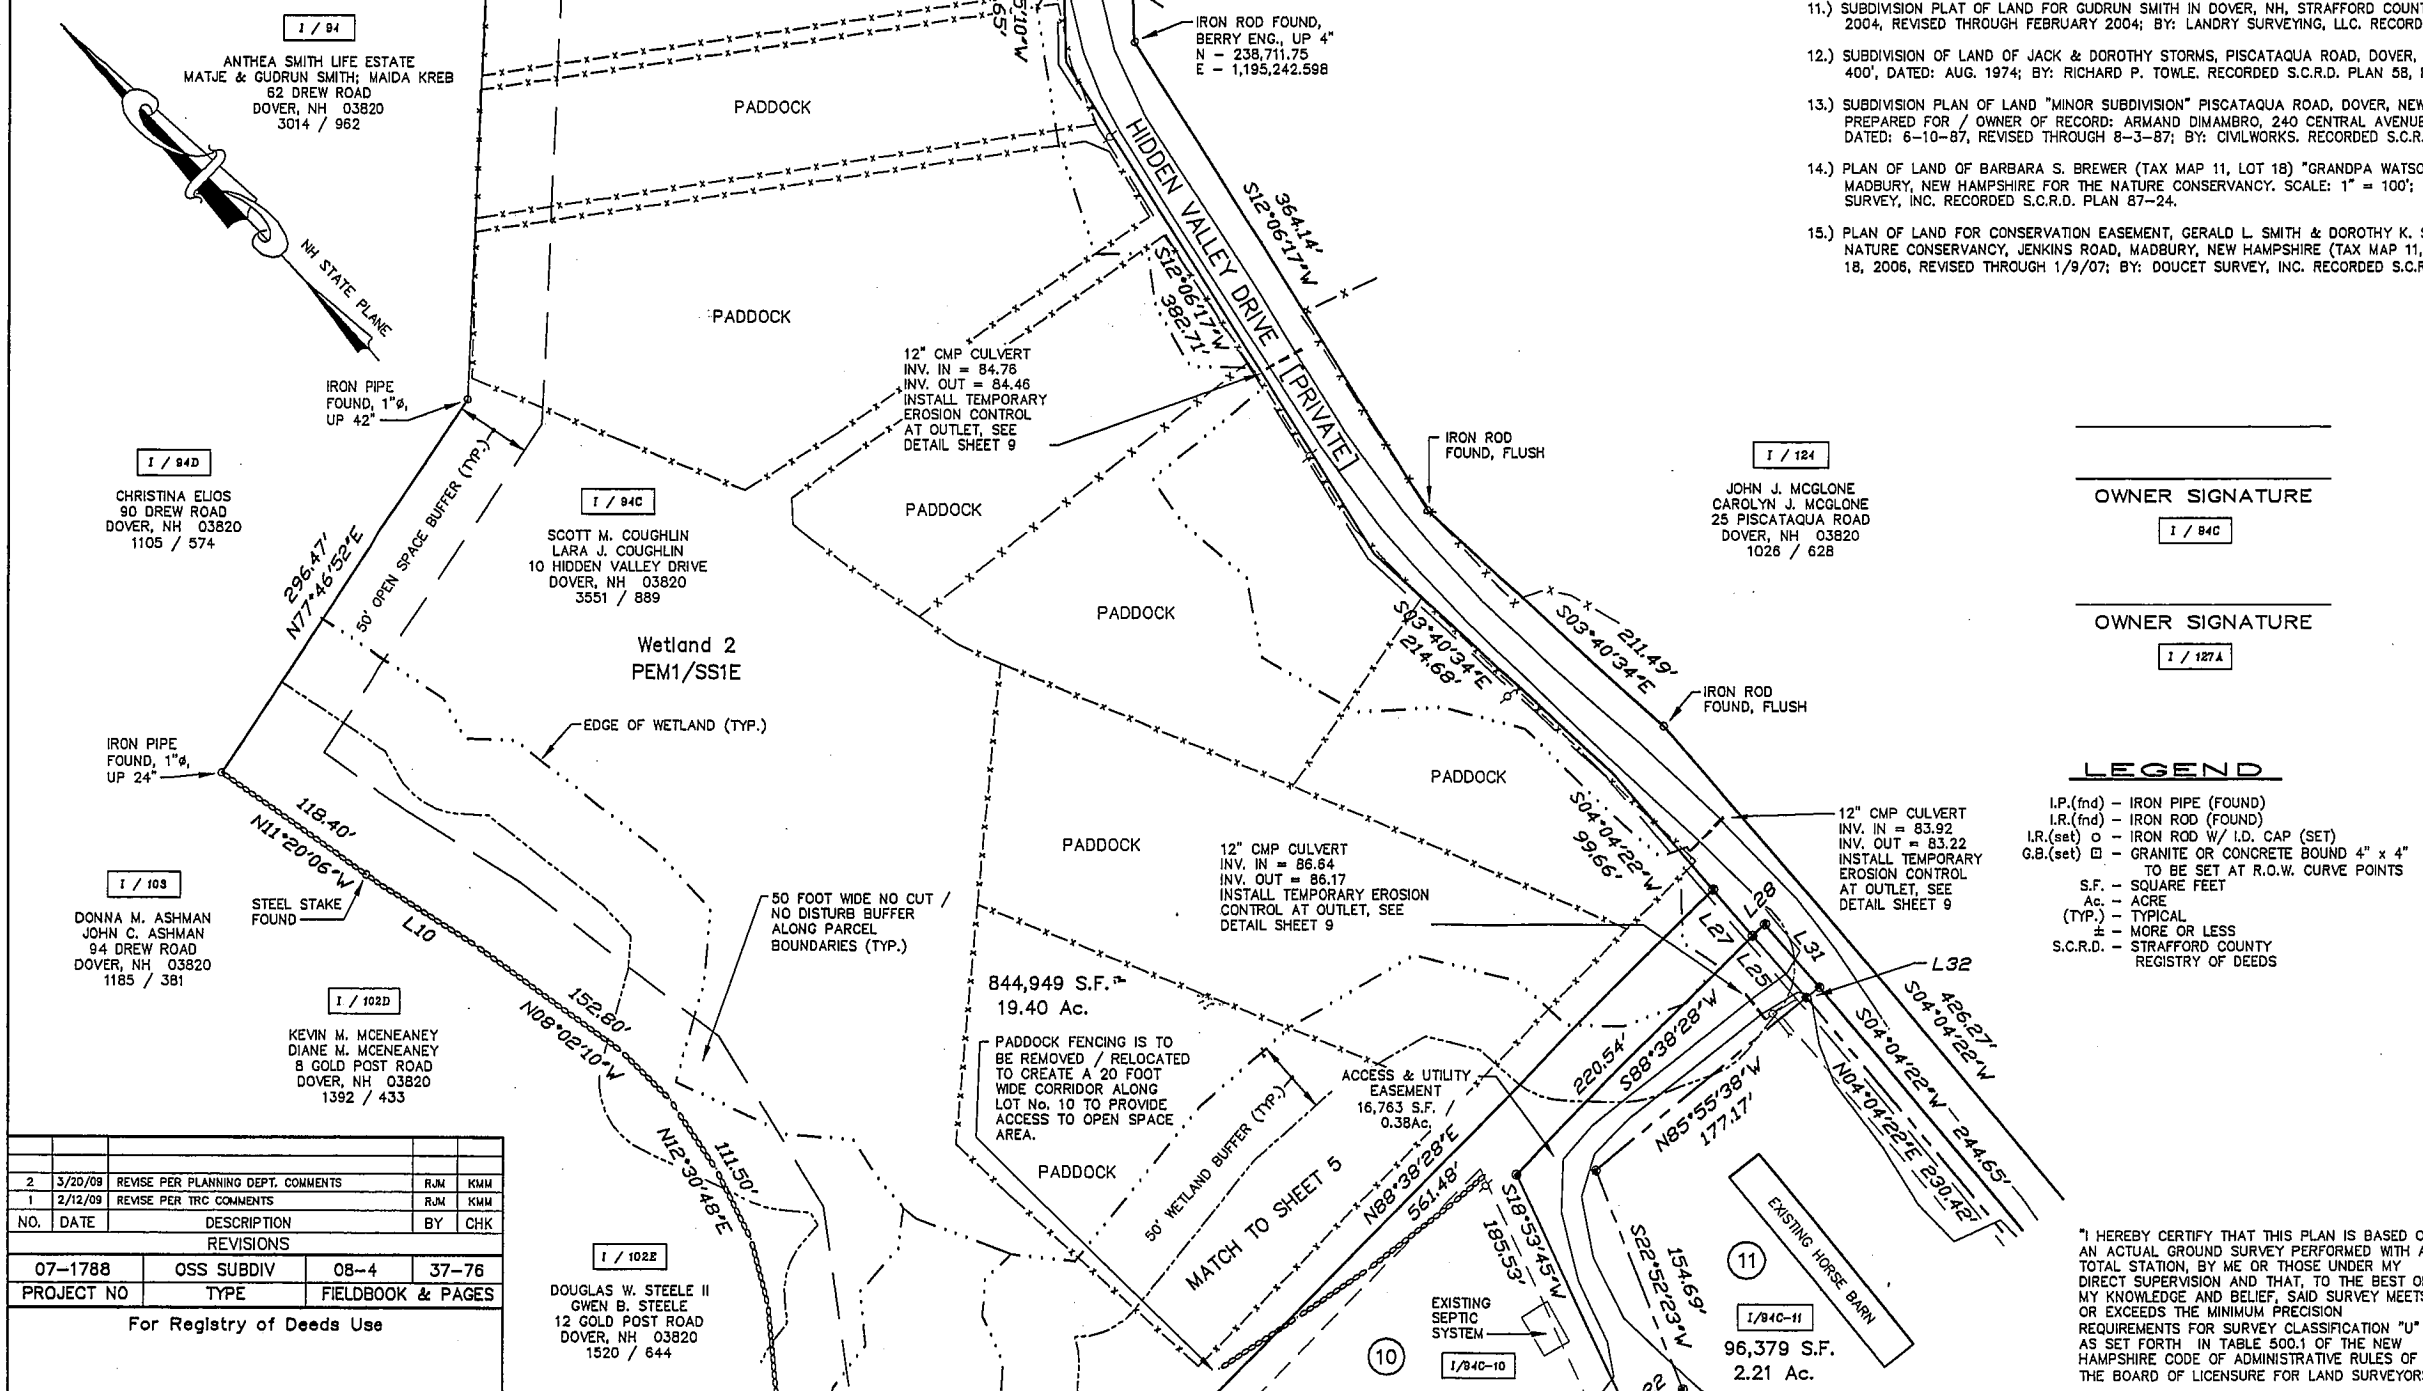 I / 94
ANTHEA SMITH LIFE ESTATE
MATJE & GUDRUN SMITH; MAIDA KREB
62 DREW ROAD
DOVER, NH 03820
3014 / 962
NH STATE PLANE
IRON PIPE
FOUND, 1"ø,
UP 42"
I / 94D
CHRISTINA ELIOS
90 DREW ROAD
DOVER, NH 03820
1105 / 574
296.47'
N77°46'52"E
50' OPEN SPACE BUFFER (TYP.)
IRON PIPE
FOUND, 1"ø,
UP 24"
118.40'
N11°20'06"W
I / 103
DONNA M. ASHMAN
JOHN C. ASHMAN
94 DREW ROAD
DOVER, NH 03820
1185 / 381
STEEL STAKE
FOUND
L10
I / 102D
KEVIN M. MCENEANEY
DIANE M. MCENEANEY
8 GOLD POST ROAD
DOVER, NH 03820
1392 / 433
152.80'
N08°02'10"W
111.50'
N12°30'48"E
I / 102E
DOUGLAS W. STEELE II
GWEN B. STEELE
12 GOLD POST ROAD
DOVER, NH 03820
1520 / 644
I / 94C
SCOTT M. COUGHLIN
LARA J. COUGHLIN
10 HIDDEN VALLEY DRIVE
DOVER, NH 03820
3551 / 889
Wetland 2
PEM1/SS1E
EDGE OF WETLAND (TYP.)
50 FOOT WIDE NO CUT /
NO DISTURB BUFFER
ALONG PARCEL
BOUNDARIES (TYP.)
PADDOCK
PADDOCK
PADDOCK
PADDOCK
PADDOCK
PADDOCK
PADDOCK
5'10"W
65'
IRON ROD FOUND,
BERRY ENG., UP 4"
N - 238,711.75
E - 1,195,242.598
HIDDEN VALLEY DRIVE [PRIVATE]
364.14'
S12°06'17"W
S12°06'17"W
382.71'
12" CMP CULVERT
INV. IN = 84.76
INV. OUT = 84.46
INSTALL TEMPORARY
EROSION CONTROL
AT OUTLET, SEE
DETAIL SHEET 9
IRON ROD
FOUND, FLUSH
S03°40'34"E
214.68'
211.49'
S03°40'34"E
IRON ROD
FOUND, FLUSH
S04°04'22"W
99.66'
12" CMP CULVERT
INV. IN = 86.64
INV. OUT = 86.17
INSTALL TEMPORARY EROSION
CONTROL AT OUTLET, SEE
DETAIL SHEET 9
12" CMP CULVERT
INV. IN = 83.92
INV. OUT = 83.22
INSTALL TEMPORARY
EROSION CONTROL
AT OUTLET, SEE
DETAIL SHEET 9
L28
L27
L31
L25
L32
844,949 S.F.
19.40 Ac.
PADDOCK FENCING IS TO
BE REMOVED / RELOCATED
TO CREATE A 20 FOOT
WIDE CORRIDOR ALONG
LOT No. 10 TO PROVIDE
ACCESS TO OPEN SPACE
AREA.
50' WETLAND BUFFER (TYP.)
MATCH TO SHEET 5
ACCESS & UTILITY
EASEMENT
16,763 S.F.
0.38Ac.
220.54'
S88°38'28"W
N88°38'28"E
561.48'
N85°55'38"W
177.17'
426.27'
S04°04'22"W
S04°04'22"W
244.65'
N04°04'22"E
230.42'
S18°53'45"W
185.53'
154.69'
S22°52'23"W
EXISTING HORSE BARN
EXISTING
SEPTIC
SYSTEM
10
I/94C-10
11
I/94C-11
96,379 S.F.
2.21 Ac.
I / 124
JOHN J. MCGLONE
CAROLYN J. MCGLONE
25 PISCATAQUA ROAD
DOVER, NH 03820
1026 / 628
11.) SUBDIVISION PLAT OF LAND FOR GUDRUN SMITH IN DOVER, NH, STRAFFORD COUNT
2004, REVISED THROUGH FEBRUARY 2004; BY: LANDRY SURVEYING, LLC. RECORD
12.) SUBDIVISION OF LAND OF JACK & DOROTHY STORMS, PISCATAQUA ROAD, DOVER,
400', DATED: AUG. 1974; BY: RICHARD P. TOWLE. RECORDED S.C.R.D. PLAN 58,
13.) SUBDIVISION PLAN OF LAND "MINOR SUBDIVISION" PISCATAQUA ROAD, DOVER, NEW
PREPARED FOR / OWNER OF RECORD: ARMAND DIMAMBRO, 240 CENTRAL AVENUE
DATED: 6-10-87, REVISED THROUGH 8-3-87; BY: CIVILWORKS. RECORDED S.C.R.
14.) PLAN OF LAND OF BARBARA S. BREWER (TAX MAP 11, LOT 18) "GRANDPA WATSO
MADBURY, NEW HAMPSHIRE FOR THE NATURE CONSERVANCY. SCALE: 1" = 100';
SURVEY, INC. RECORDED S.C.R.D. PLAN 87-24.
15.) PLAN OF LAND FOR CONSERVATION EASEMENT, GERALD L. SMITH & DOROTHY K. S
NATURE CONSERVANCY, JENKINS ROAD, MADBURY, NEW HAMPSHIRE (TAX MAP 11,
18, 2006, REVISED THROUGH 1/9/07; BY: DOUCET SURVEY, INC. RECORDED S.C.R
OWNER SIGNATURE
I / 94C
OWNER SIGNATURE
I / 127A
LEGEND
I.P.(fnd) - IRON PIPE (FOUND)
I.R.(fnd) - IRON ROD (FOUND)
I.R.(set) o - IRON ROD W/ I.D. CAP (SET)
G.B.(set) ⊡ - GRANITE OR CONCRETE BOUND 4" x 4"
TO BE SET AT R.O.W. CURVE POINTS
S.F. - SQUARE FEET
Ac. - ACRE
(TYP.) - TYPICAL
± - MORE OR LESS
S.C.R.D. - STRAFFORD COUNTY
REGISTRY OF DEEDS
"I HEREBY CERTIFY THAT THIS PLAN IS BASED O
AN ACTUAL GROUND SURVEY PERFORMED WITH A
TOTAL STATION, BY ME OR THOSE UNDER MY
DIRECT SUPERVISION AND THAT, TO THE BEST O
MY KNOWLEDGE AND BELIEF, SAID SURVEY MEETS
OR EXCEEDS THE MINIMUM PRECISION
REQUIREMENTS FOR SURVEY CLASSIFICATION "U"
AS SET FORTH IN TABLE 500.1 OF THE NEW
HAMPSHIRE CODE OF ADMINISTRATIVE RULES OF
THE BOARD OF LICENSURE FOR LAND SURVEYOR
2 3/20/09 REVISE PER PLANNING DEPT. COMMENTS RJM KMM
1 2/12/09 REVISE PER TRC COMMENTS RJM KMM
NO. DATE DESCRIPTION BY CHK
REVISIONS
07-1788 OSS SUBDIV 08-4 37-76
PROJECT NO TYPE FIELDBOOK & PAGES
For Registry of Deeds Use